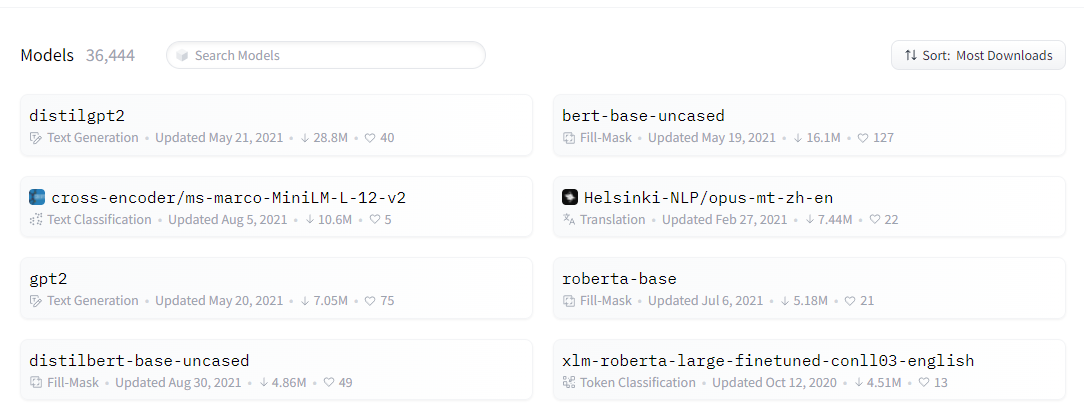 Models 36,444 Search Models Sort: Most Downloads
distilgpt2
Text Generation • Updated May 21, 2021 • ↓ 28.8M • ♡ 40
bert-base-uncased
Fill-Mask • Updated May 19, 2021 • ↓ 16.1M • ♡ 127
cross-encoder/ms-marco-MiniLM-L-12-v2
Text Classification • Updated Aug 5, 2021 • ↓ 10.6M • ♡ 5
Helsinki-NLP/opus-mt-zh-en
Translation • Updated Feb 27, 2021 • ↓ 7.44M • ♡ 22
gpt2
Text Generation • Updated May 20, 2021 • ↓ 7.05M • ♡ 75
roberta-base
Fill-Mask • Updated Jul 6, 2021 • ↓ 5.18M • ♡ 21
distilbert-base-uncased
Fill-Mask • Updated Aug 30, 2021 • ↓ 4.86M • ♡ 49
xlm-roberta-large-finetuned-conll03-english
Token Classification • Updated Oct 12, 2020 • ↓ 4.51M • ♡ 13